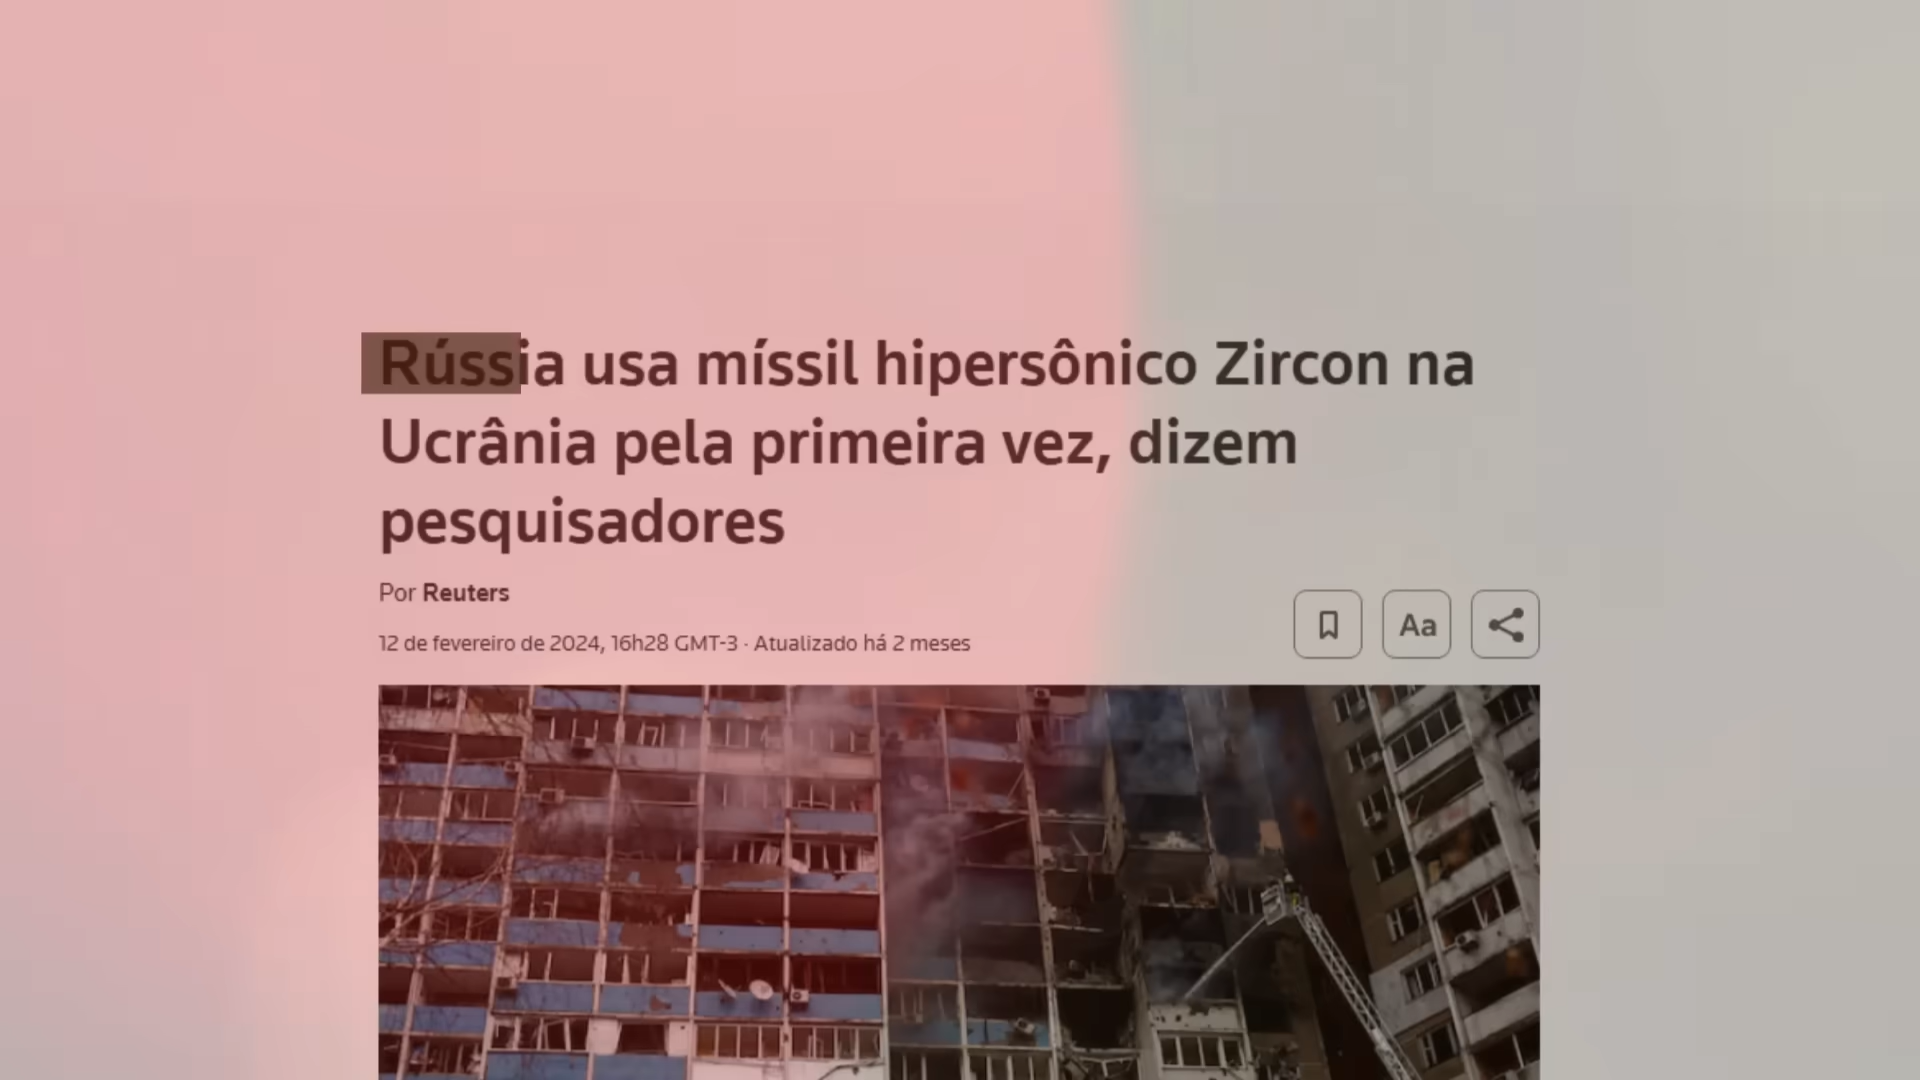 Rússia usa míssil hipersônico Zircon na
Ucrânia pela primeira vez, dizem
pesquisadores
Por Reuters
12 de fevereiro de 2024, 16h28 GMT-3 · Atualizado há 2 meses
Aa